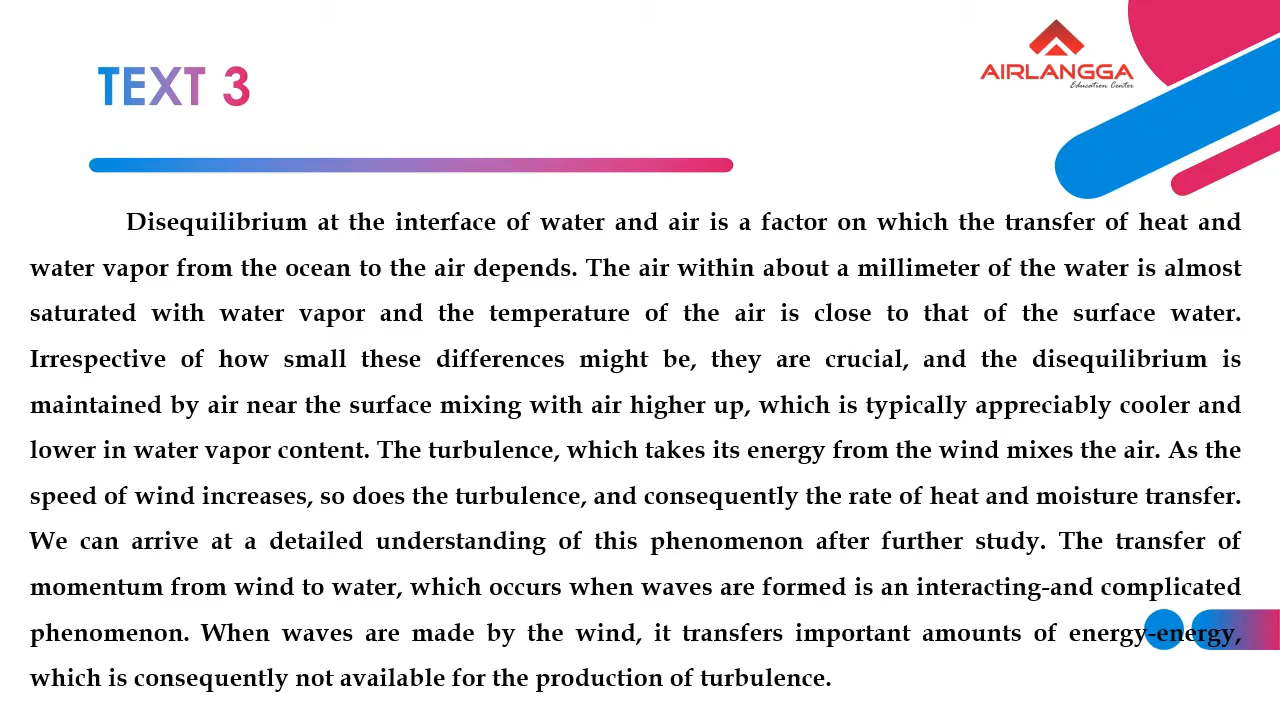 TEXT 3
AIRLANGGA
Education Center
Disequilibrium at the interface of water and air is a factor on which the transfer of heat and
water vapor from the ocean to the air depends. The air within about a millimeter of the water is almost
saturated with water vapor and the temperature of the air is close to that of the surface water.
Irrespective of how small these differences might be, they are crucial, and the disequilibrium is
maintained by air near the surface mixing with air higher up, which is typically appreciably cooler and
lower in water vapor content. The turbulence, which takes its energy from the wind mixes the air. As the
speed of wind increases, so does the turbulence, and consequently the rate of heat and moisture transfer.
We can arrive at a detailed understanding of this phenomenon after further study. The transfer of
momentum from wind to water, which occurs when waves are formed is an interacting-and complicated
phenomenon. When waves are made by the wind, it transfers important amounts of energy-energy,
which is consequently not available for the production of turbulence.